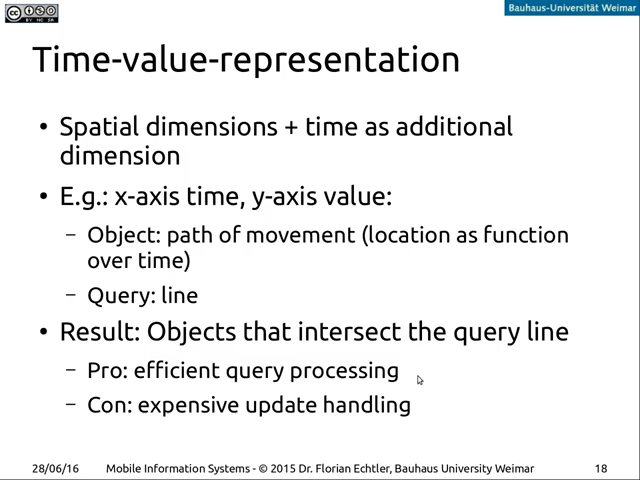 Bauhaus-Universität Weimar
Time-value-representation
• Spatial dimensions + time as additional
dimension
• E.g.: x-axis time, y-axis value:
– Object: path of movement (location as function
over time)
– Query: line
• Result: Objects that intersect the query line
– Pro: efficient query processing
– Con: expensive update handling
28/06/16 Mobile Information Systems - © 2015 Dr. Florian Echtler, Bauhaus University Weimar 18